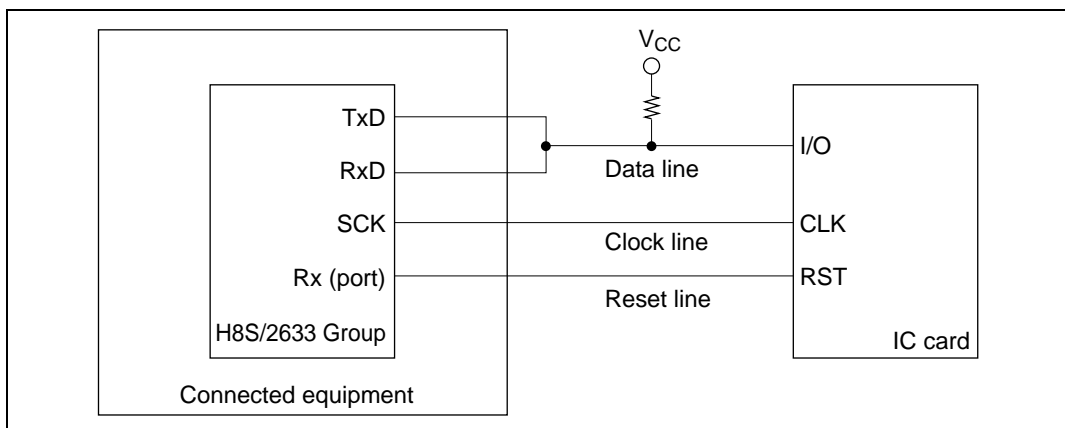 VCC
TxD
I/O
RxD
Data line
SCK
CLK
Clock line
Rx (port)
RST
Reset line
H8S/2633 Group
IC card
Connected equipment